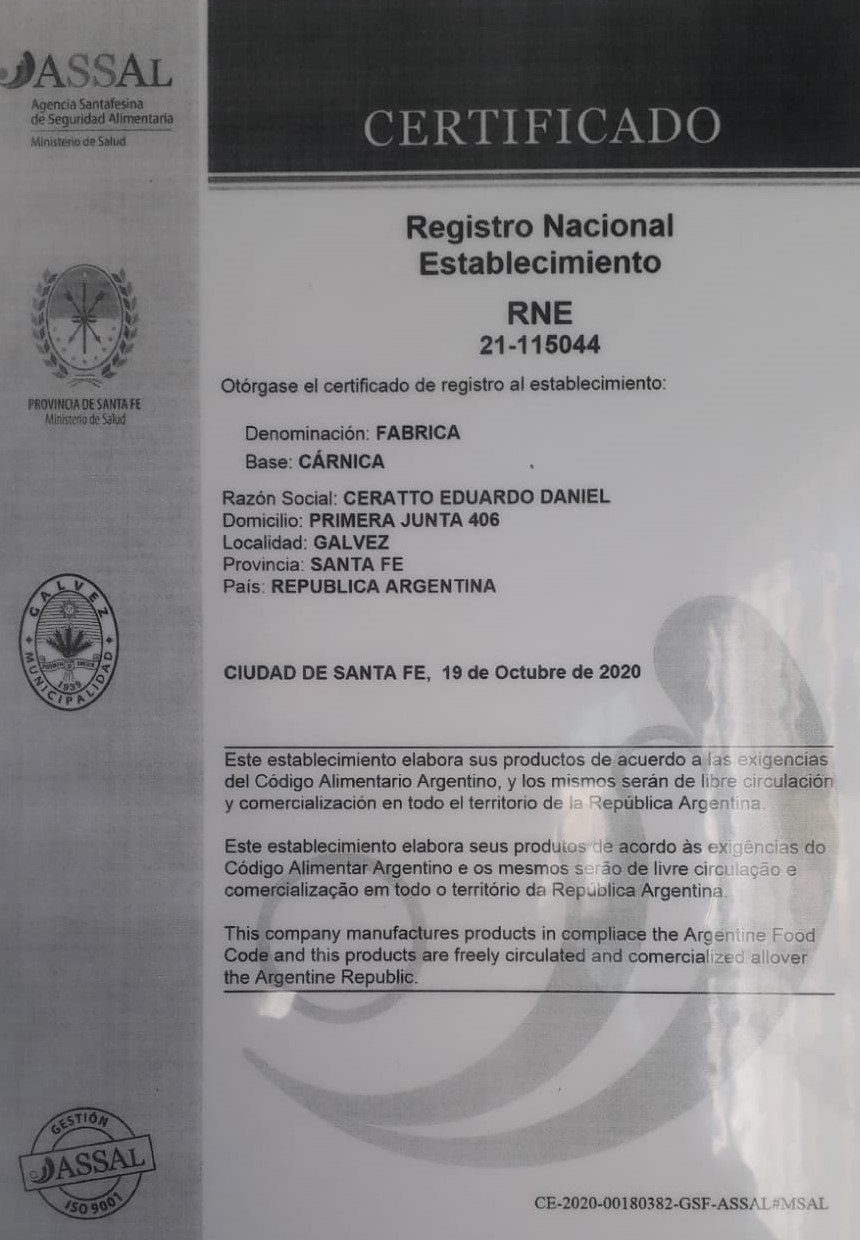 ASSAL
Agencia Santafesina
de Seguridad Alimentaria
Ministerio de Salud
CERTIFICADO
Registro Nacional
Establecimiento
RNE
21-115044
PROVINCIA DE SANTA FE
Ministerio de Salud
Otórgase el certificado de registro al establecimiento:
Denominación: FABRICA
Base: CÁRNICA
Razón Social: CERATTO EDUARDO DANIEL
Domicilio: PRIMERA JUNTA 406
Localidad: GALVEZ
Provincia: SANTA FE
País: REPUBLICA ARGENTINA
GALVEZ
MUNICIPALIDAD
1939
CIUDAD DE SANTA FE, 19 de Octubre de 2020
Este establecimiento elabora sus productos de acuerdo a las exigencias
del Código Alimentario Argentino, y los mismos serán de libre circulación
y comercialización en todo el territorio de la República Argentina.
Este establecimiento elabora seus produtos de acordo às exigências do
Código Alimentar Argentino e os mesmos serão de livre circulação e
comercialização em todo o território da República Argentina.
This company manufactures products in compliace the Argentine Food
Code and this products are freely circulated and comercialized allover
the Argentine Republic.
GESTIÓN
ASSAL
ISO 9001
CE-2020-00180382-GSF-ASSAL#MSAL